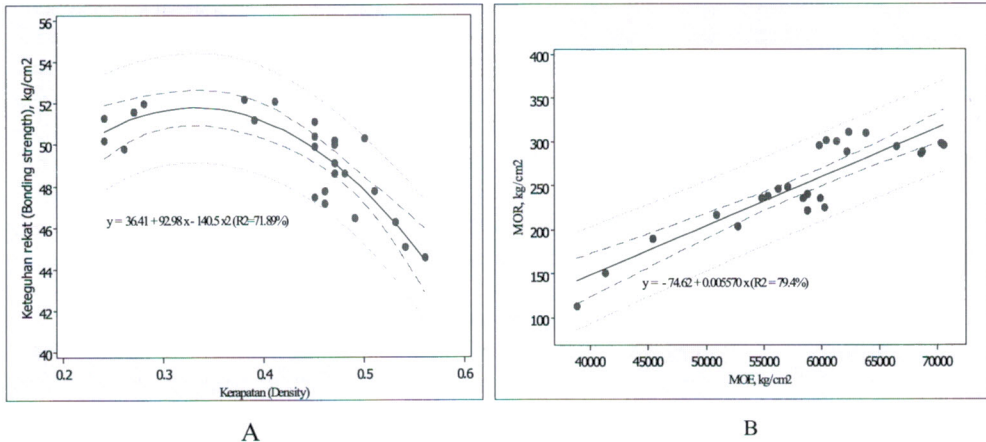 56
54
52
50
48
46
44
42
40
Keteguhan rekat (Bonding strength), kg/cm2
y = 36.41 + 92.98 x - 140.5 x2 (R2=71.89%)
0.2 0.3 0.4 0.5 0.6
Kerapatan (Density)
A
400
350
300
250
200
150
100
MOR, kg/cm2
y = - 74.62 + 0.005570 x (R2 = 79.4%)
40000 45000 50000 55000 60000 65000 70000
MOE, kg/cm2
B